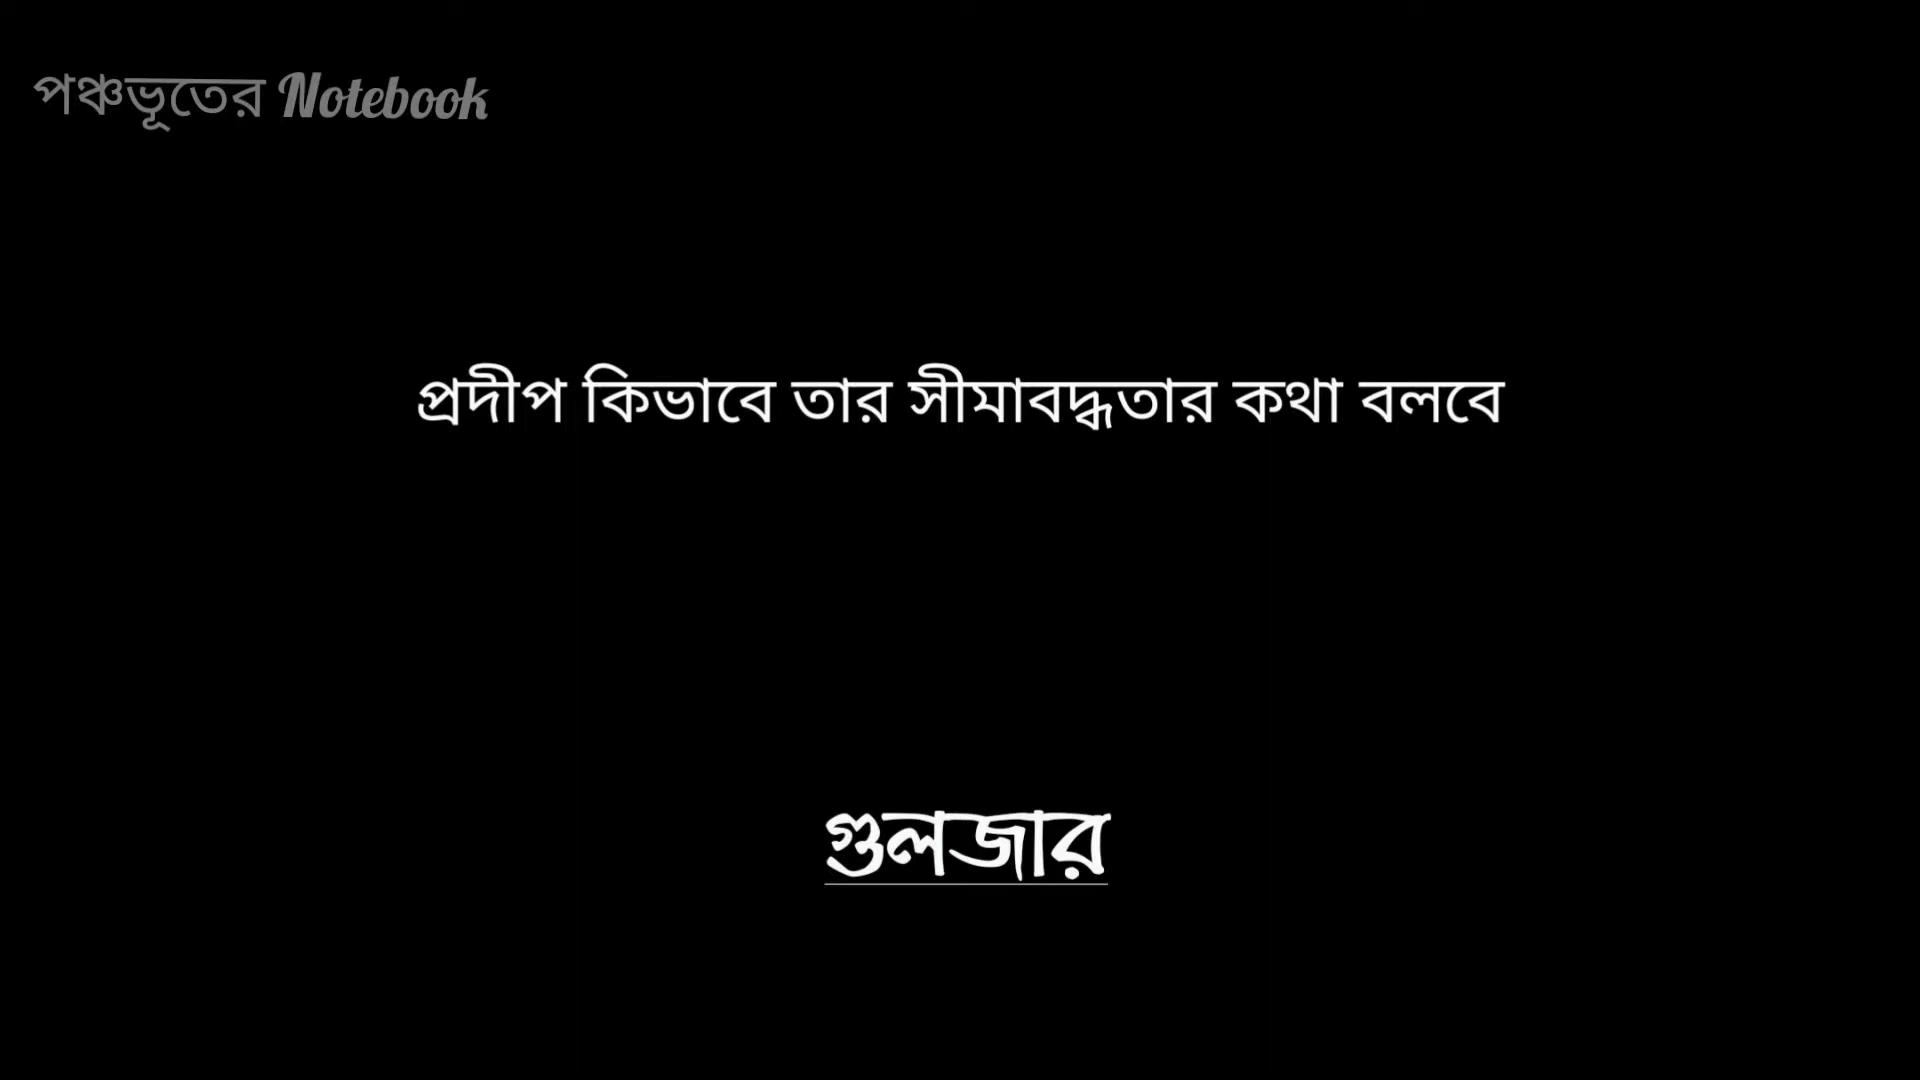 পঞ্চভূতের Notebook
প্রদীপ কিভাবে তার সীমাবদ্ধতার কথা বলবে
গুলজার